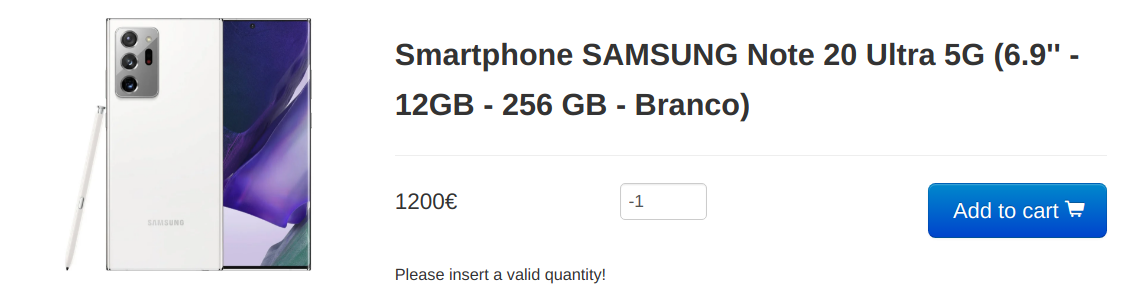 Smartphone SAMSUNG Note 20 Ultra 5G (6.9'' -
12GB - 256 GB - Branco)
SAMSUNG
1200€
-1
Add to cart
Please insert a valid quantity!